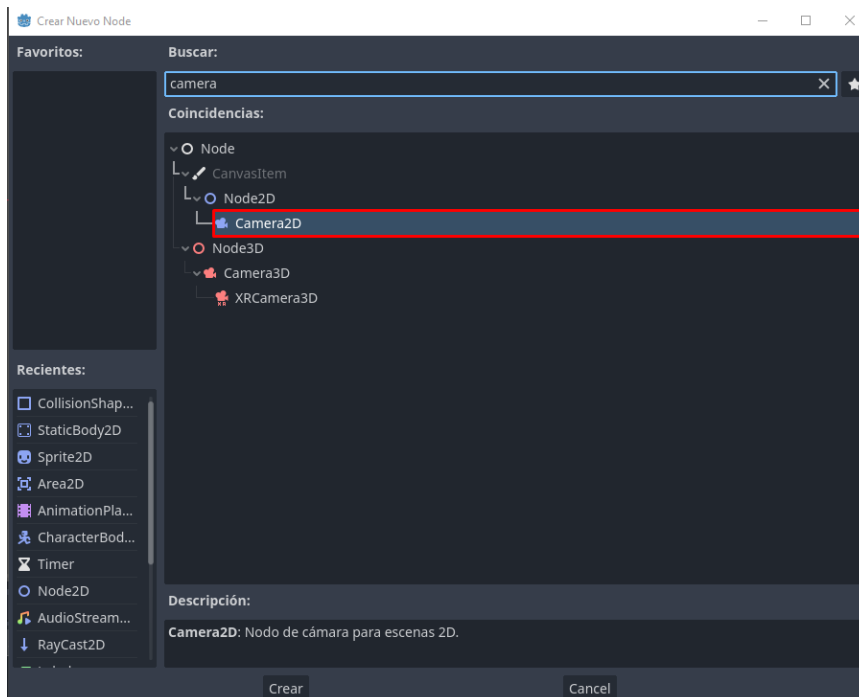 Crear Nuevo Node
Favoritos:
Buscar:
camera
Coincidencias:
Node
CanvasItem
Node2D
Camera2D
Node3D
Camera3D
XRCamera3D
Recientes:
CollisionShap...
StaticBody2D
Sprite2D
Area2D
AnimationPla...
CharacterBod...
Timer
Node2D
AudioStream...
RayCast2D
Descripción:
Camera2D: Nodo de cámara para escenas 2D.
Crear
Cancel